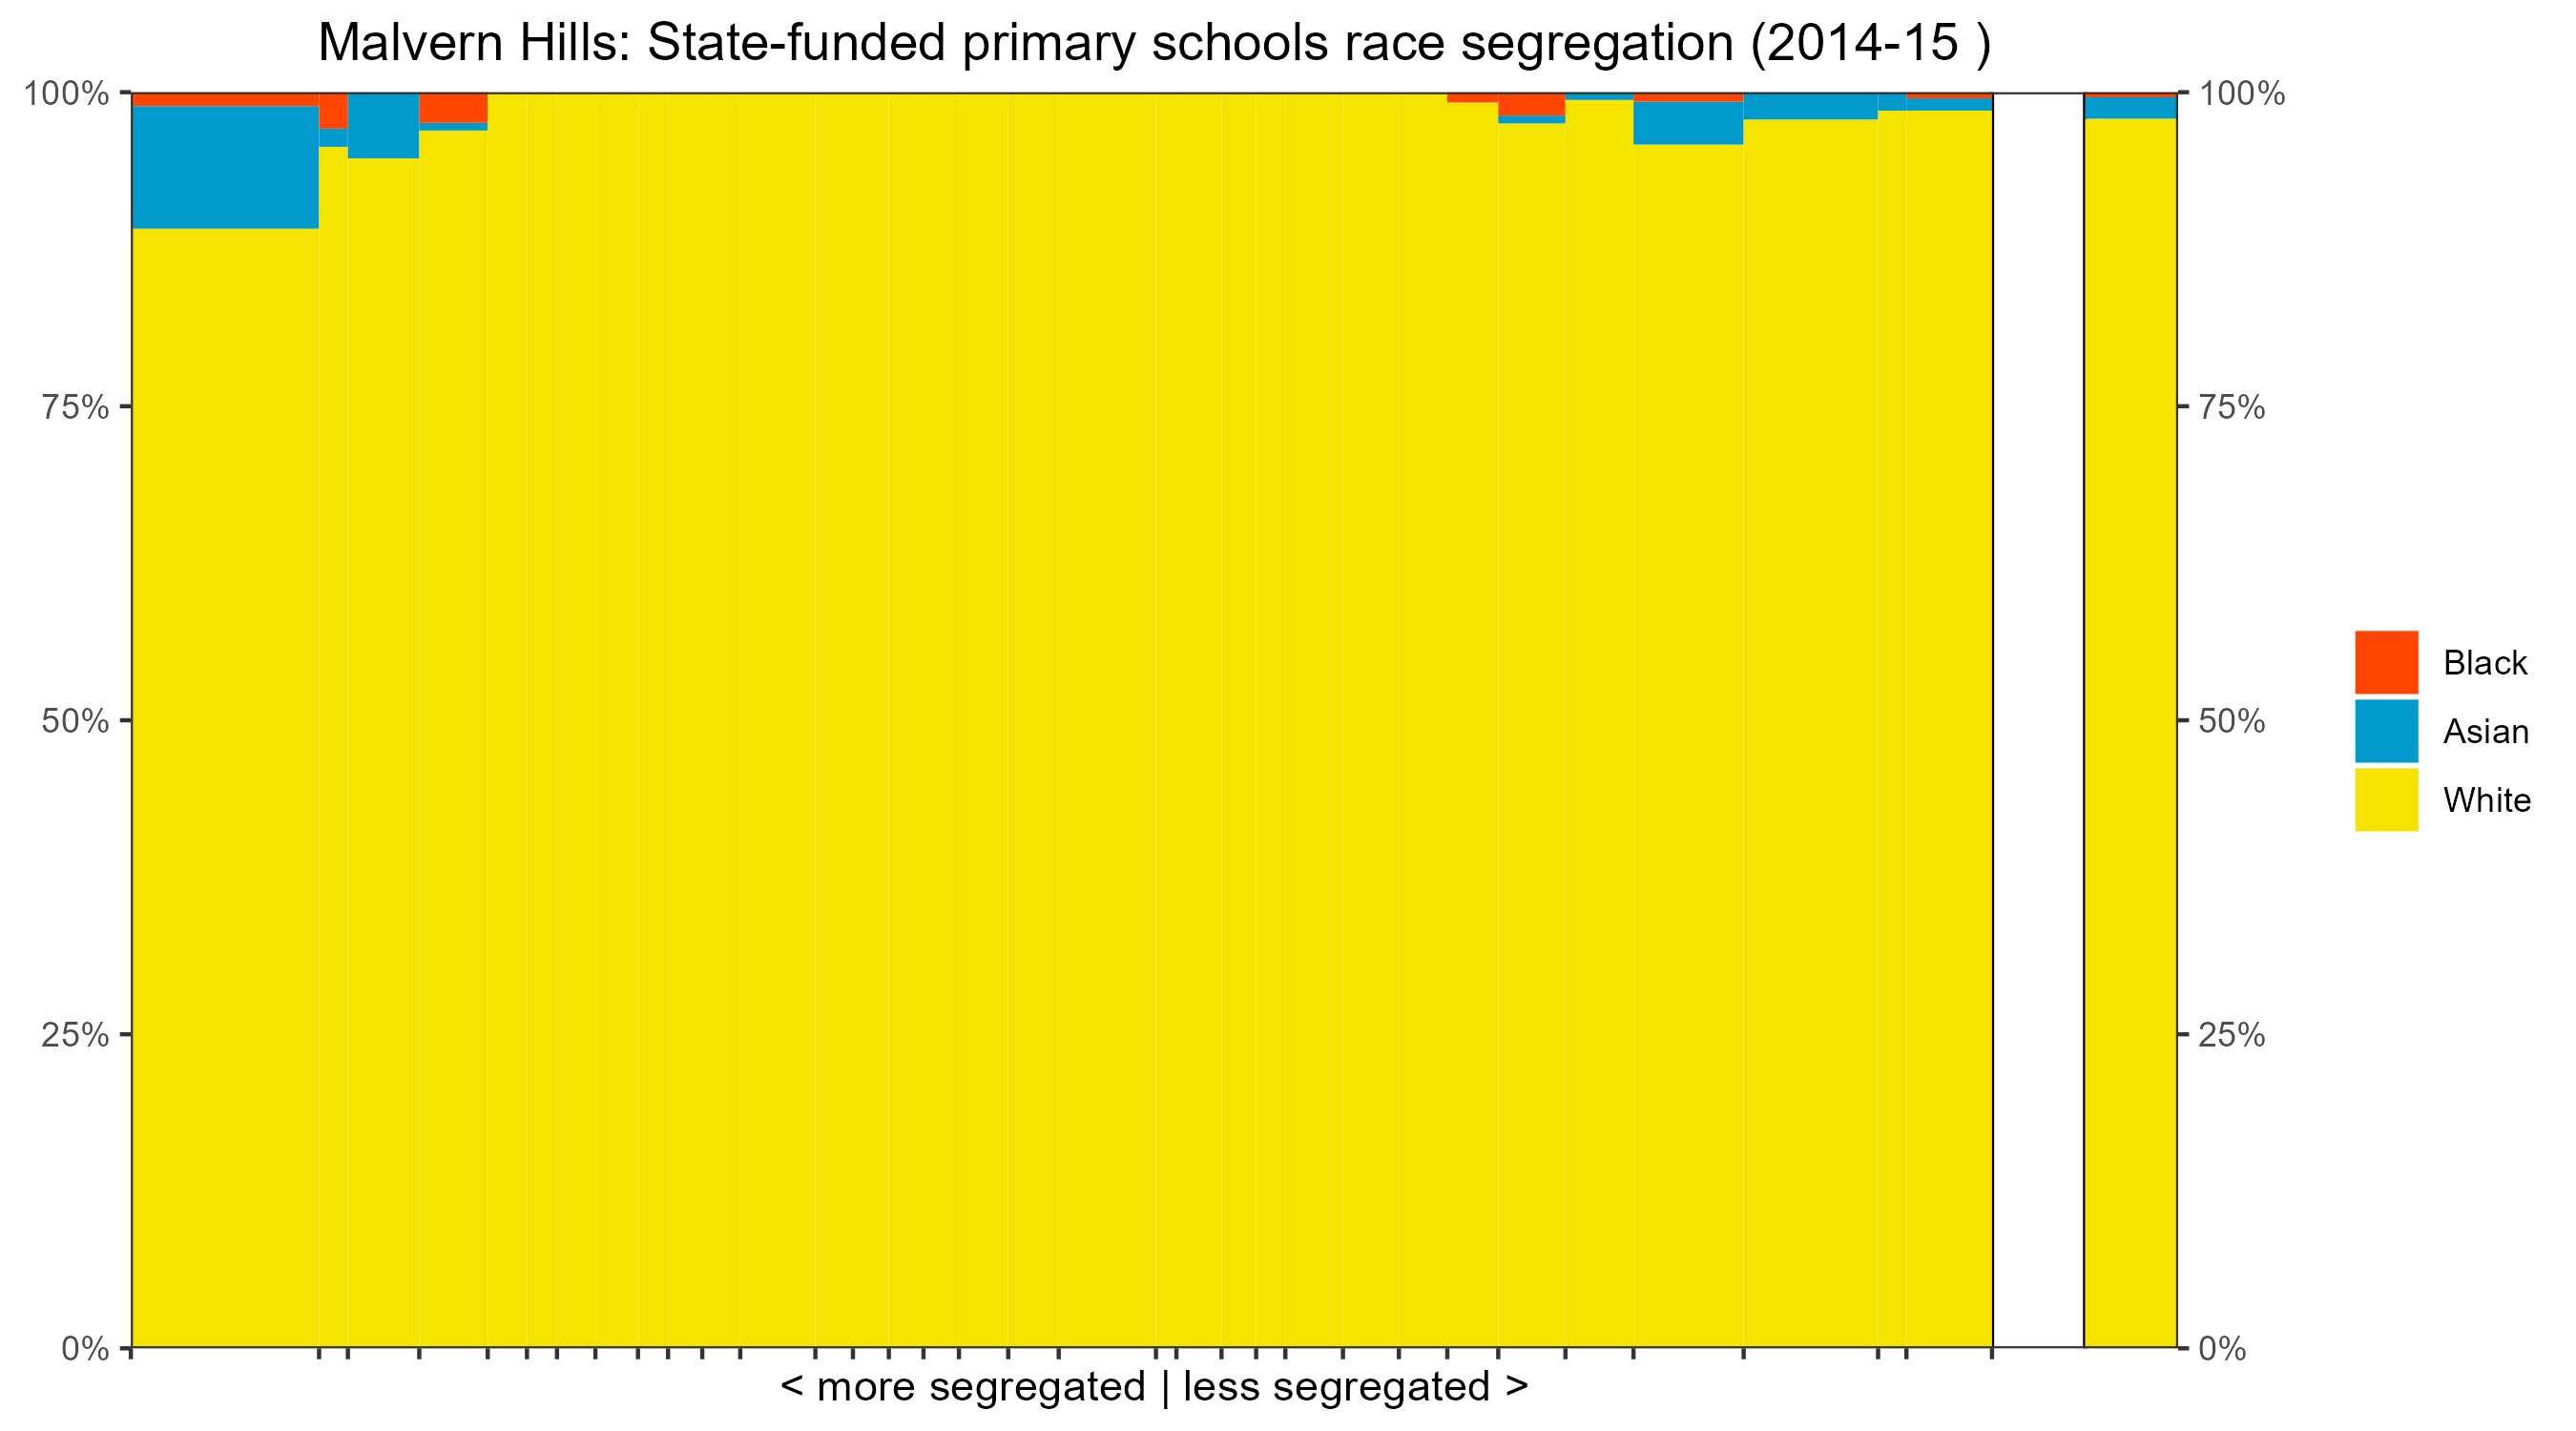 Malvern Hills: State-funded primary schools race segregation (2014-15 )
100% 100%
75% 75%
50% 50%
25% 25%
0% 0%
Black
Asian
White
< more segregated | less segregated >